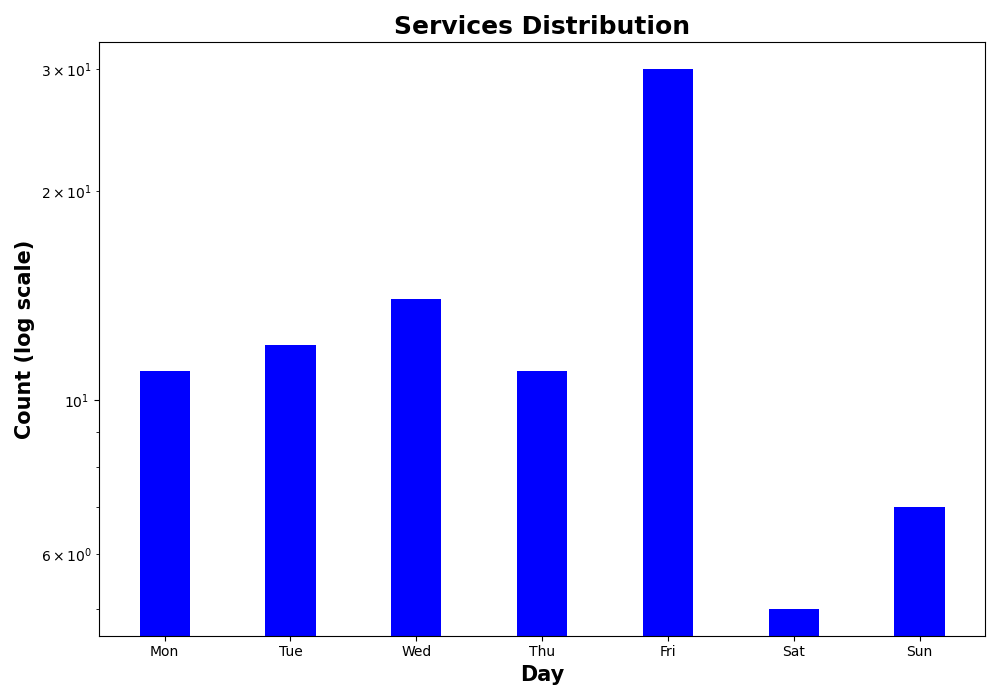 Services Distribution
Count (log scale)
3 × 10¹
2 × 10¹
10¹
6 × 10⁰
Mon Tue Wed Thu Fri Sat Sun
Day